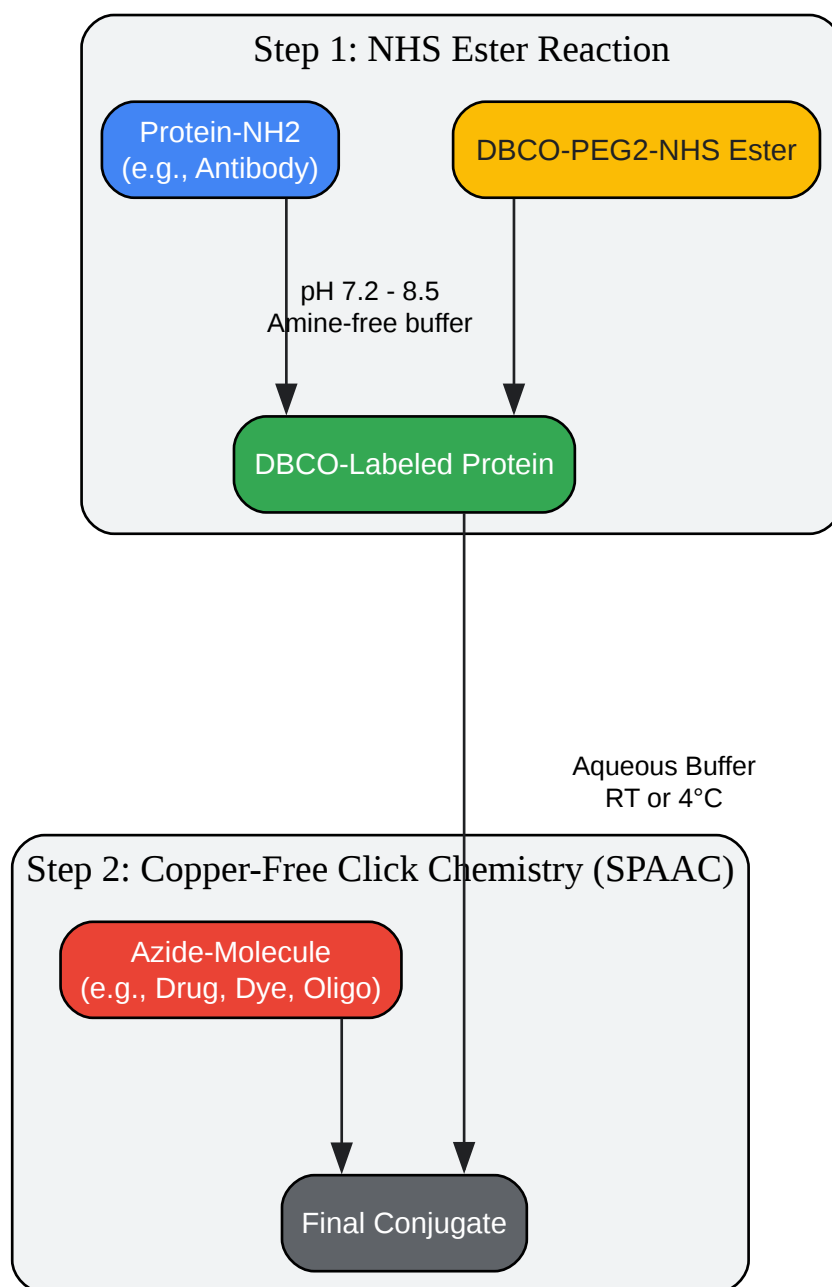 Step 1: NHS Ester Reaction
Protein-NH2
(e.g., Antibody)
DBCO-PEG2-NHS Ester
pH 7.2 - 8.5
Amine-free buffer
DBCO-Labeled Protein
Aqueous Buffer
RT or 4°C
Step 2: Copper-Free Click Chemistry (SPAAC)
Azide-Molecule
(e.g., Drug, Dye, Oligo)
Final Conjugate